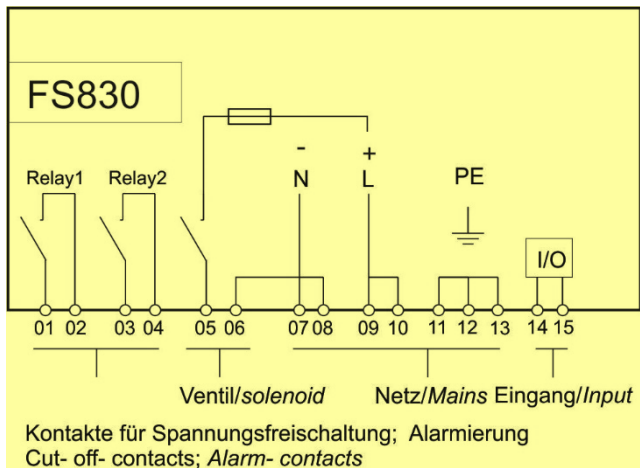 FS830
- +
Relay1 Relay2 N L PE
I/O
01 02 03 04 05 06 07 08 09 10 11 12 13 14 15
Ventil/solenoid Netz/Mains Eingang/Input
Kontakte für Spannungsfreischaltung; Alarmierung
Cut- off- contacts; Alarm- contacts